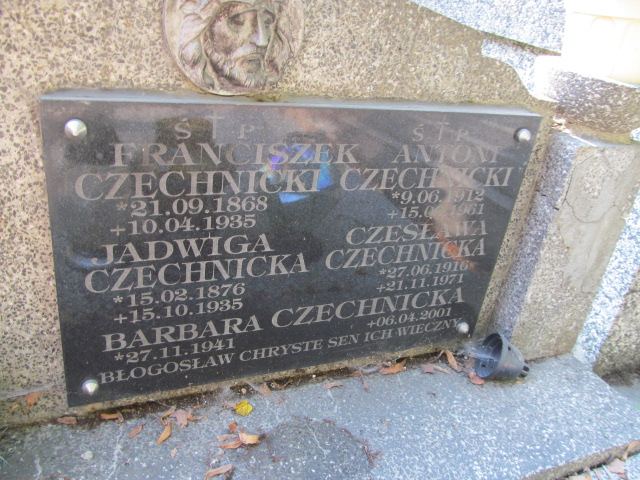 Ś † P
FRANCISZEK
CZECHNICKI
*21.09.1868
+10.04.1935
Ś † P
ANTONI
CZECHNICKI
*9.06.1912
JADWIGA
CZECHNICKA
*15.02.1876
+15.10.1935
CZESŁAWA
CZECHNICKA
*27.06.1916
+21.11.1971
BARBARA CZECHNICKA
*27.11.1941 +06.04.2001
BŁOGOSŁAW CHRYSTE SEN ICH WIECZNY